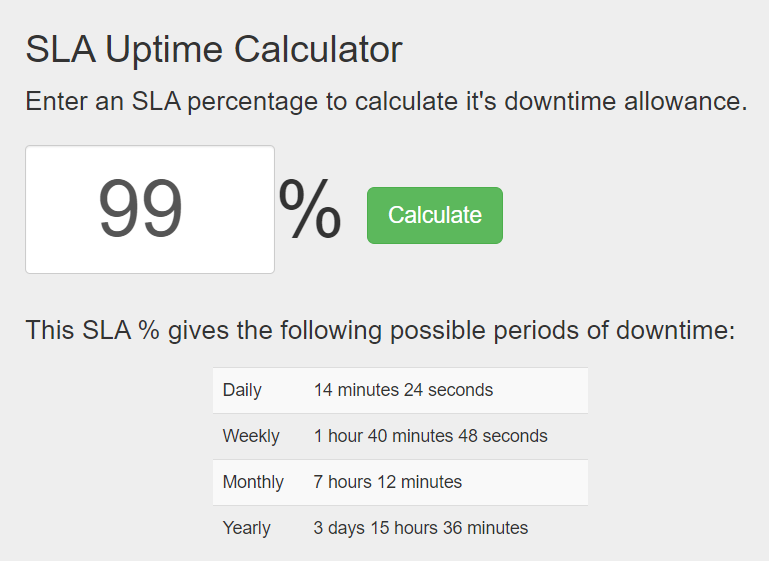 SLA Uptime Calculator
Enter an SLA percentage to calculate it's downtime allowance.
99 % Calculate
This SLA % gives the following possible periods of downtime:
Daily 14 minutes 24 seconds
Weekly 1 hour 40 minutes 48 seconds
Monthly 7 hours 12 minutes
Yearly 3 days 15 hours 36 minutes